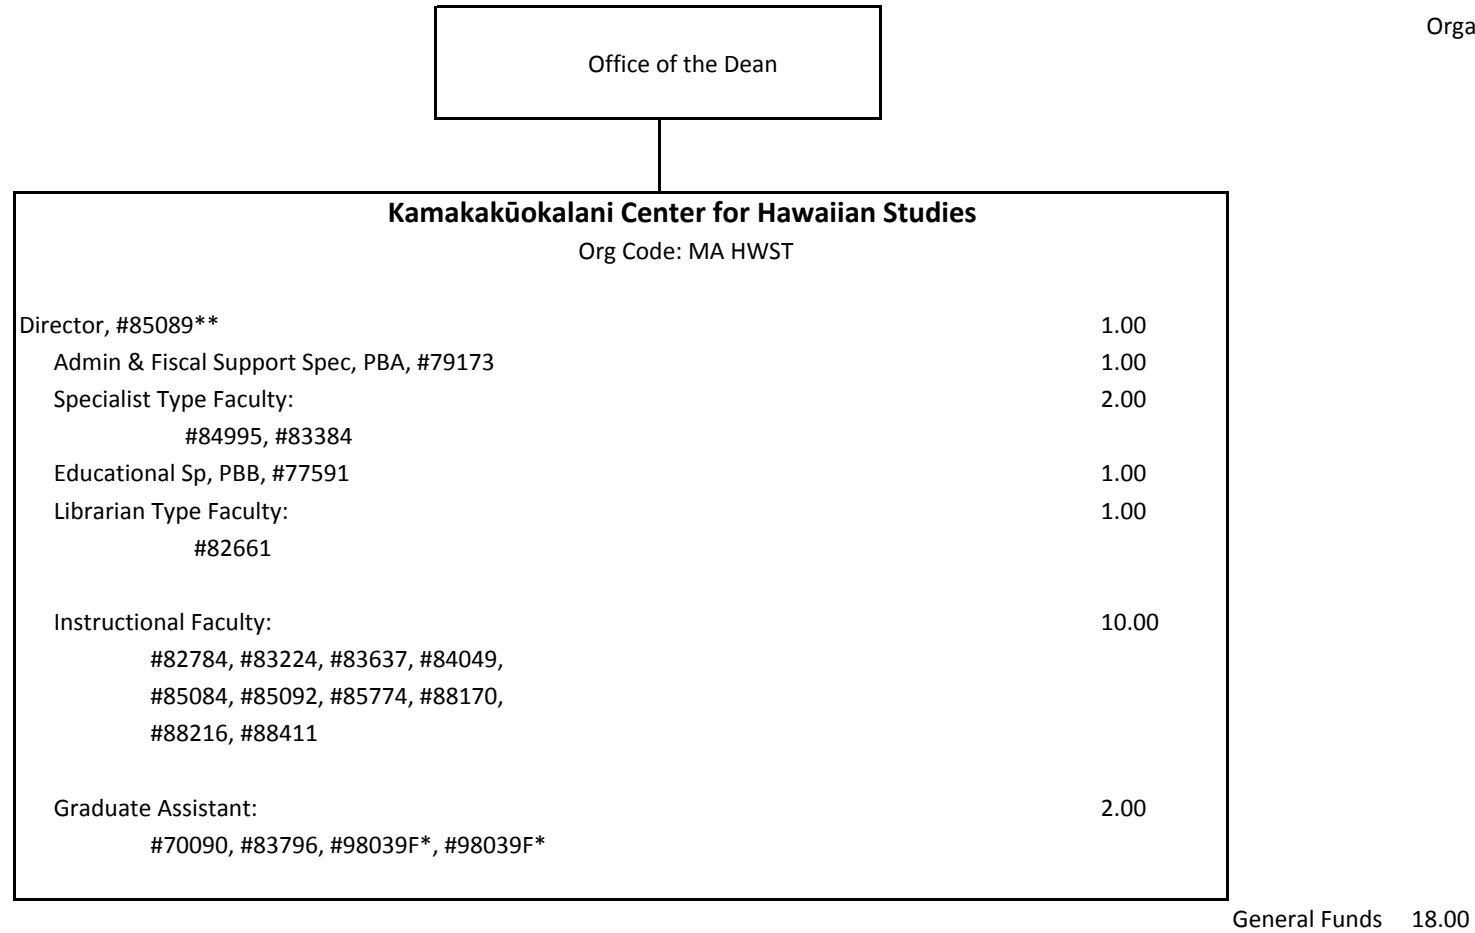 Orga
Office of the Dean
Kamakakūokalani Center for Hawaiian Studies
Org Code: MA HWST
Director, #85089** 1.00
Admin & Fiscal Support Spec, PBA, #79173 1.00
Specialist Type Faculty: 2.00
#84995, #83384
Educational Sp, PBB, #77591 1.00
Librarian Type Faculty: 1.00
#82661
Instructional Faculty: 10.00
#82784, #83224, #83637, #84049,
#85084, #85092, #85774, #88170,
#88216, #88411
Graduate Assistant: 2.00
#70090, #83796, #98039F*, #98039F*
General Funds 18.00